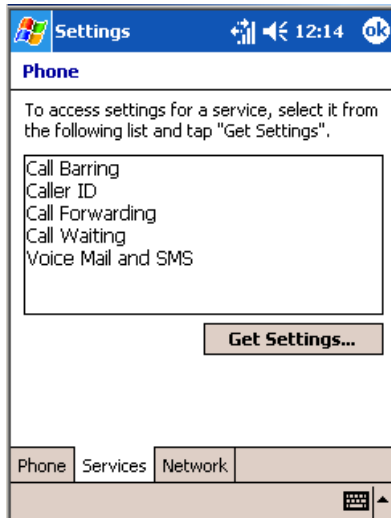 Settings 12:14 ok
Phone
To access settings for a service, select it from
the following list and tap "Get Settings".
Call Barring
Caller ID
Call Forwarding
Call Waiting
Voice Mail and SMS
Get Settings...
Phone Services Network